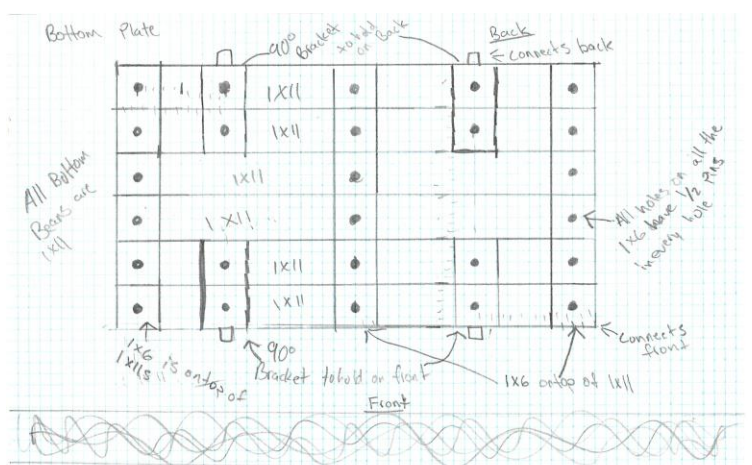 Bottom Plate
90°
Bracket to hold
on Back
Back
← connects back
1X11
1X11
1X11
1X11
1X11
1X11
All Bottom
Beans are
1X11
All holes on all the
1X6 have 1/2 Pins
in every hole
1X6 is ontop of
1X11s
90°
Bracket to hold on front
1X6 ontop of 1X11
Connects
front
Front